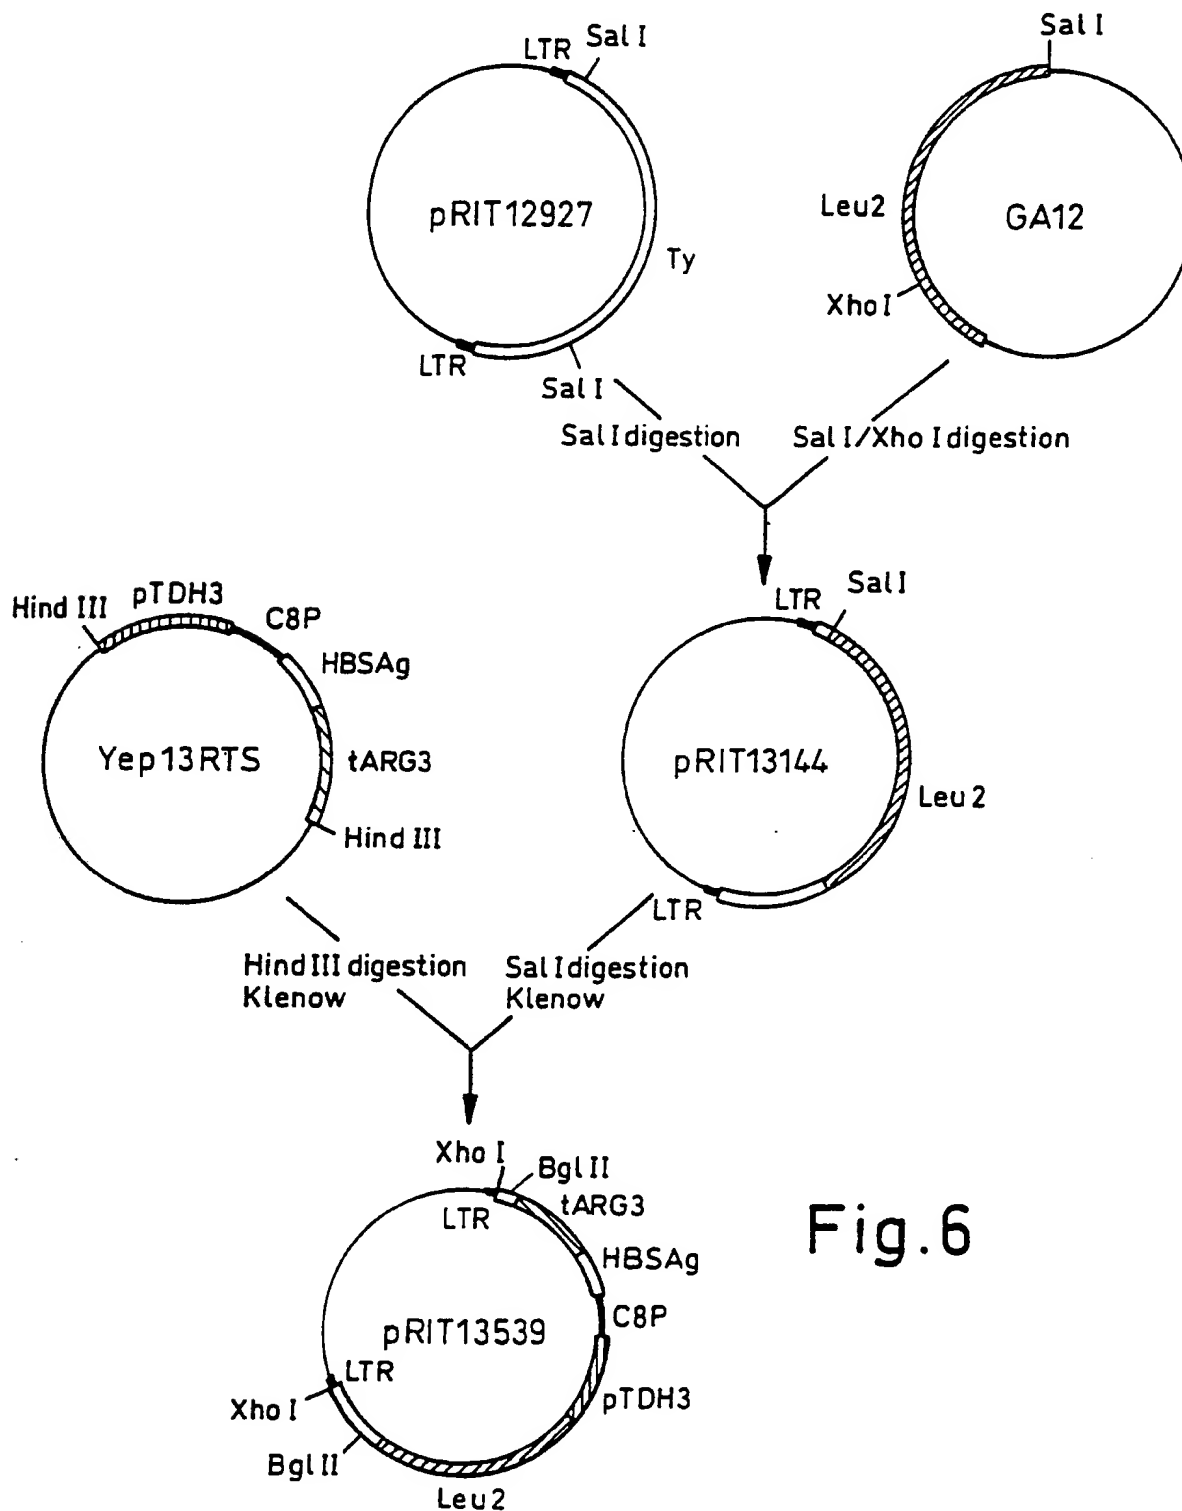 LTR
Sal I
pRIT12927
Ty
LTR
Sal I
Sal I
Leu2
GA12
Xho I
Sal I digestion
Sal I/Xho I digestion
Hind III
pTDH3
C8P
HBSAg
Yep13RTS
tARG3
Hind III
LTR
Sal I
pRIT13144
Leu2
LTR
Hind III digestion
Klenow
Sal I digestion
Klenow
Xho I
Bgl II
LTR
tARG3
HBSAg
C8P
pRIT13539
LTR
pTDH3
Xho I
Bgl II
Leu2
Fig.6